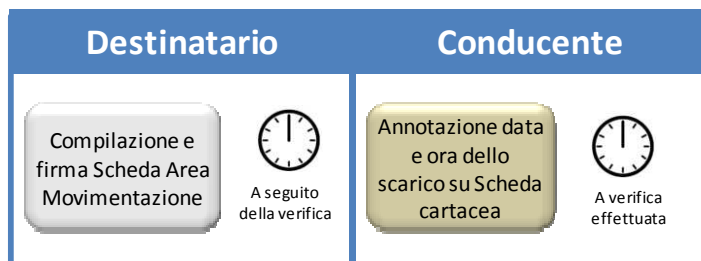 Destinatario
Conducente
Compilazione e
firma Scheda Area
Movimentazione
A seguito
della verifica
Annotazione data
e ora dello
scarico su Scheda
cartacea
A verifica
effettuata